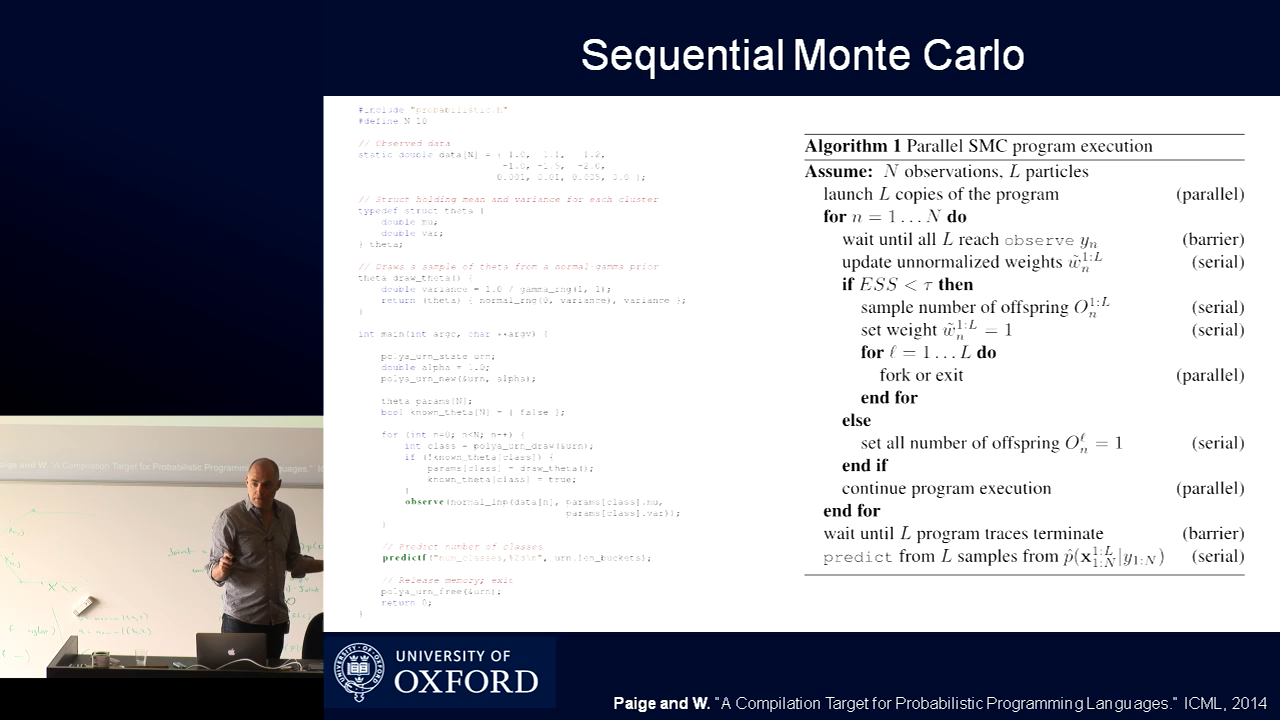 Sequential Monte Carlo
#include "probabilistic.h"
#define N 10
// Observed data
static double data[N] = { 1.0, 1.1, 1.2,
-1.0, -1.5, -2.0,
0.001, 0.01, 0.005, 0.0 };
// Struct holding mean and variance for each cluster
typedef struct theta {
double mu;
double var;
} theta;
// Draws a sample of theta from a normal-gamma prior
theta draw_theta() {
double variance = 1.0 / gamma_rng(1, 1);
return (theta) { normal_rng(0, variance), variance };
}
int main(int argc, char **argv) {
polya_urn_state urn;
double alpha = 1.0;
polya_urn_new(&urn, alpha);
theta params[N];
bool known_theta[N] = { false };
for (int n=0; n<N; n++) {
int class = polya_urn_draw(&urn);
if (!known_theta[class]) {
params[class] = draw_theta();
known_theta[class] = true;
}
observe(normal_lnp(data[n], params[class].mu,
params[class].var));
}
// Predict number of classes
predictf("num_classes,%2d\n", urn.len_buckets);
// Release memory; exit
polya_urn_free(&urn);
return 0;
}
Algorithm 1 Parallel SMC program execution
Assume: N observations, L particles
launch L copies of the program (parallel)
for n = 1 . . . N do
wait until all L reach observe yₙ (barrier)
update unnormalized weights w̃ₙ^{1:L} (serial)
if ESS < τ then
sample number of offspring Oₙ^{1:L} (serial)
set weight w̃ₙ^{1:L} = 1 (serial)
for ℓ = 1 . . . L do
fork or exit (parallel)
end for
else
set all number of offspring Oₙ^ℓ = 1 (serial)
end if
continue program execution (parallel)
end for
wait until L program traces terminate (barrier)
predict from L samples from p̂(x_{1:N}^{1:L}|y_{1:N}) (serial)
Paige and W. "A Compilation Target for Probabilistic Programming Languages."
UNIVERSITY OF
OXFORD
Paige and W. "A Compilation Target for Probabilistic Programming Languages." ICML, 2014